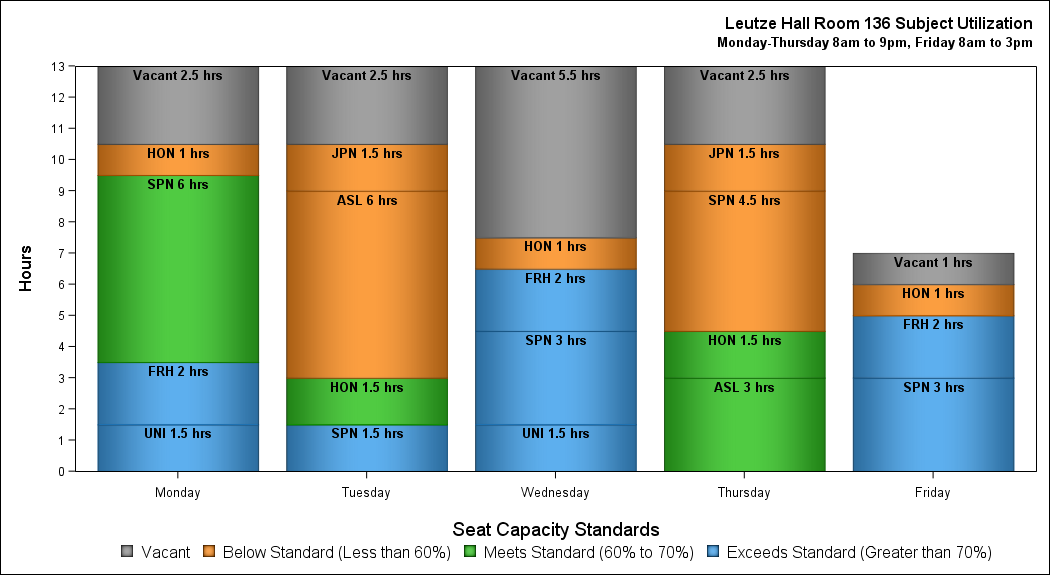 Leutze Hall Room 136 Subject Utilization
Monday-Thursday 8am to 9pm, Friday 8am to 3pm
Hours
13
12
11
10
9
8
7
6
5
4
3
2
1
0
Vacant 2.5 hrs
HON 1 hrs
SPN 6 hrs
FRH 2 hrs
UNI 1.5 hrs
Vacant 2.5 hrs
JPN 1.5 hrs
ASL 6 hrs
HON 1.5 hrs
SPN 1.5 hrs
Vacant 5.5 hrs
HON 1 hrs
FRH 2 hrs
SPN 3 hrs
UNI 1.5 hrs
Vacant 2.5 hrs
JPN 1.5 hrs
SPN 4.5 hrs
HON 1.5 hrs
ASL 3 hrs
Vacant 1 hrs
HON 1 hrs
FRH 2 hrs
SPN 3 hrs
Monday Tuesday Wednesday Thursday Friday
Seat Capacity Standards
Vacant Below Standard (Less than 60%) Meets Standard (60% to 70%) Exceeds Standard (Greater than 70%)